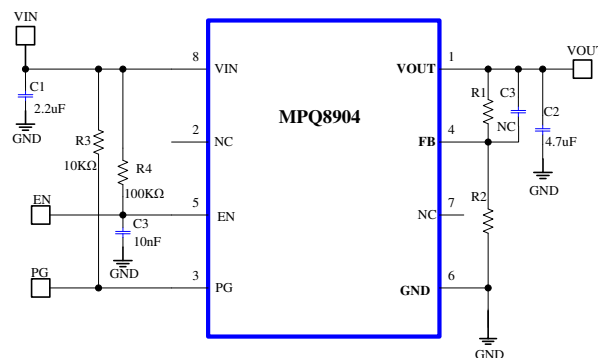 VIN
VOUT
C1
2.2uF
GND
8
VIN
VOUT
1
R1
C3
NC
C2
4.7uF
GND
MPQ8904
R3
10KΩ
2
NC
FB
4
R4
100KΩ
R2
EN
5
EN
NC
7
C3
10nF
GND
PG
3
PG
GND
6
GND